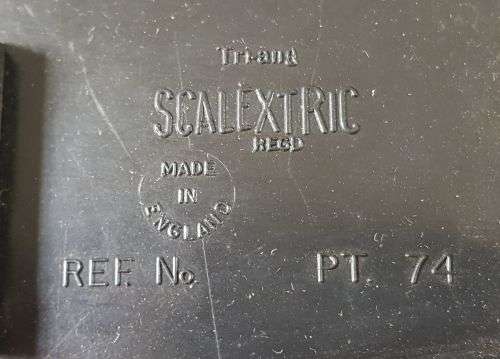 Tri-ang
SCALEXTRIC
REGD
MADE
IN
ENGLAND
REF. No PT. 74